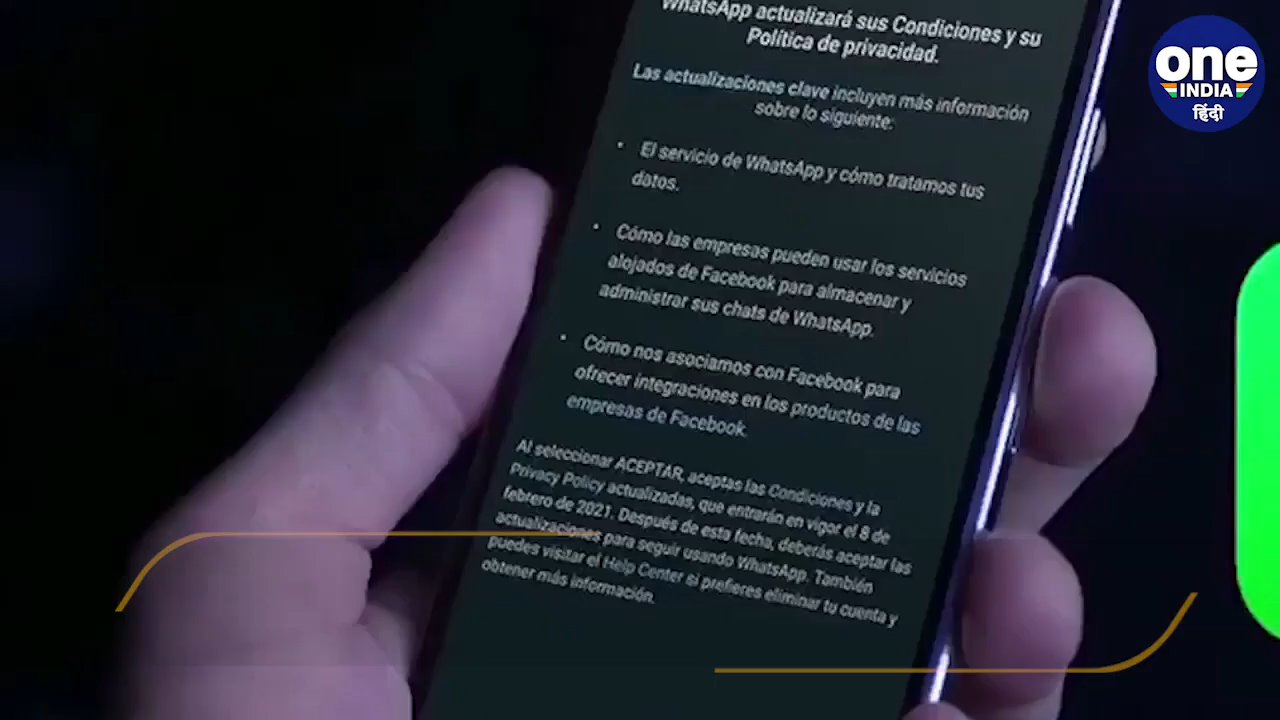 WhatsApp actualizará sus Condiciones y su
Política de privacidad.
Las actualizaciones clave incluyen más información
sobre lo siguiente:
• El servicio de WhatsApp y cómo tratamos tus
datos.
• Cómo las empresas pueden usar los servicios
alojados de Facebook para almacenar y
administrar sus chats de WhatsApp.
• Cómo nos asociamos con Facebook para
ofrecer integraciones en los productos de las
empresas de Facebook.
Al seleccionar ACEPTAR, aceptas las Condiciones y la
Privacy Policy actualizadas, que entrarán en vigor el 8 de
febrero de 2021. Después de esta fecha, deberás aceptar las
actualizaciones para seguir usando WhatsApp. También
puedes visitar el Help Center si prefieres eliminar tu cuenta y
obtener más información.
one
INDIA
हिंदी